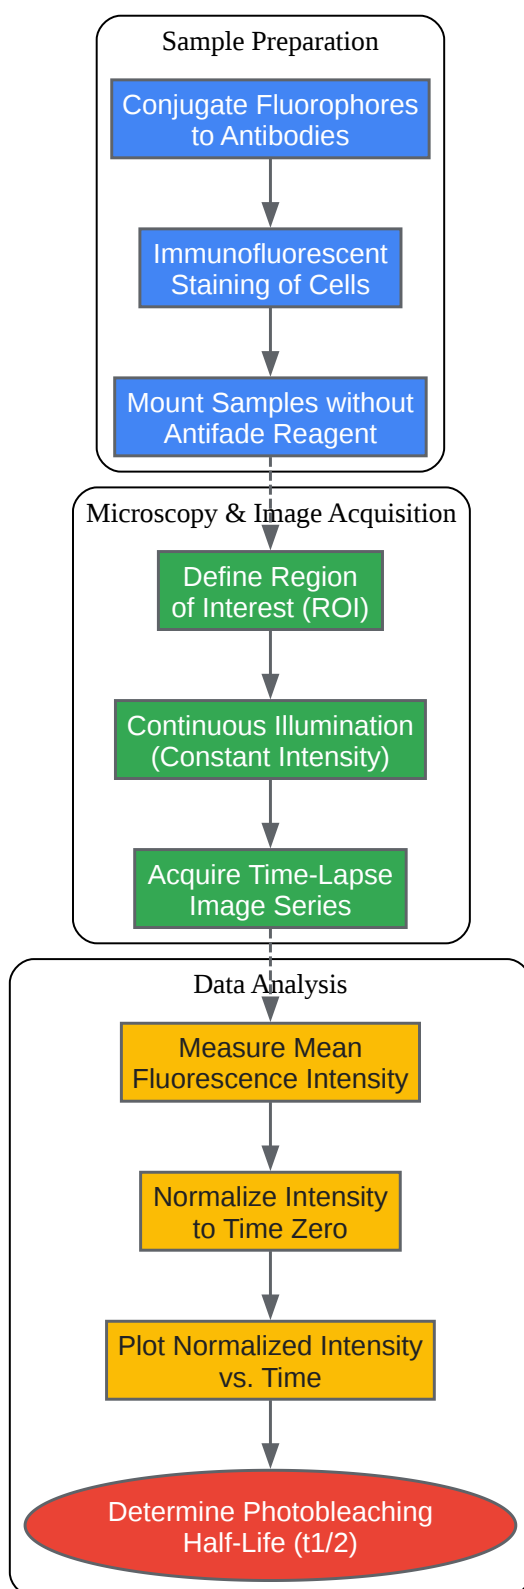 Sample Preparation
Conjugate Fluorophores
to Antibodies
Immunofluorescent
Staining of Cells
Mount Samples without
Antifade Reagent
Microscopy & Image Acquisition
Define Region
of Interest (ROI)
Continuous Illumination
(Constant Intensity)
Acquire Time-Lapse
Image Series
Data Analysis
Measure Mean
Fluorescence Intensity
Normalize Intensity
to Time Zero
Plot Normalized Intensity
vs. Time
Determine Photobleaching
Half-Life (t1/2)